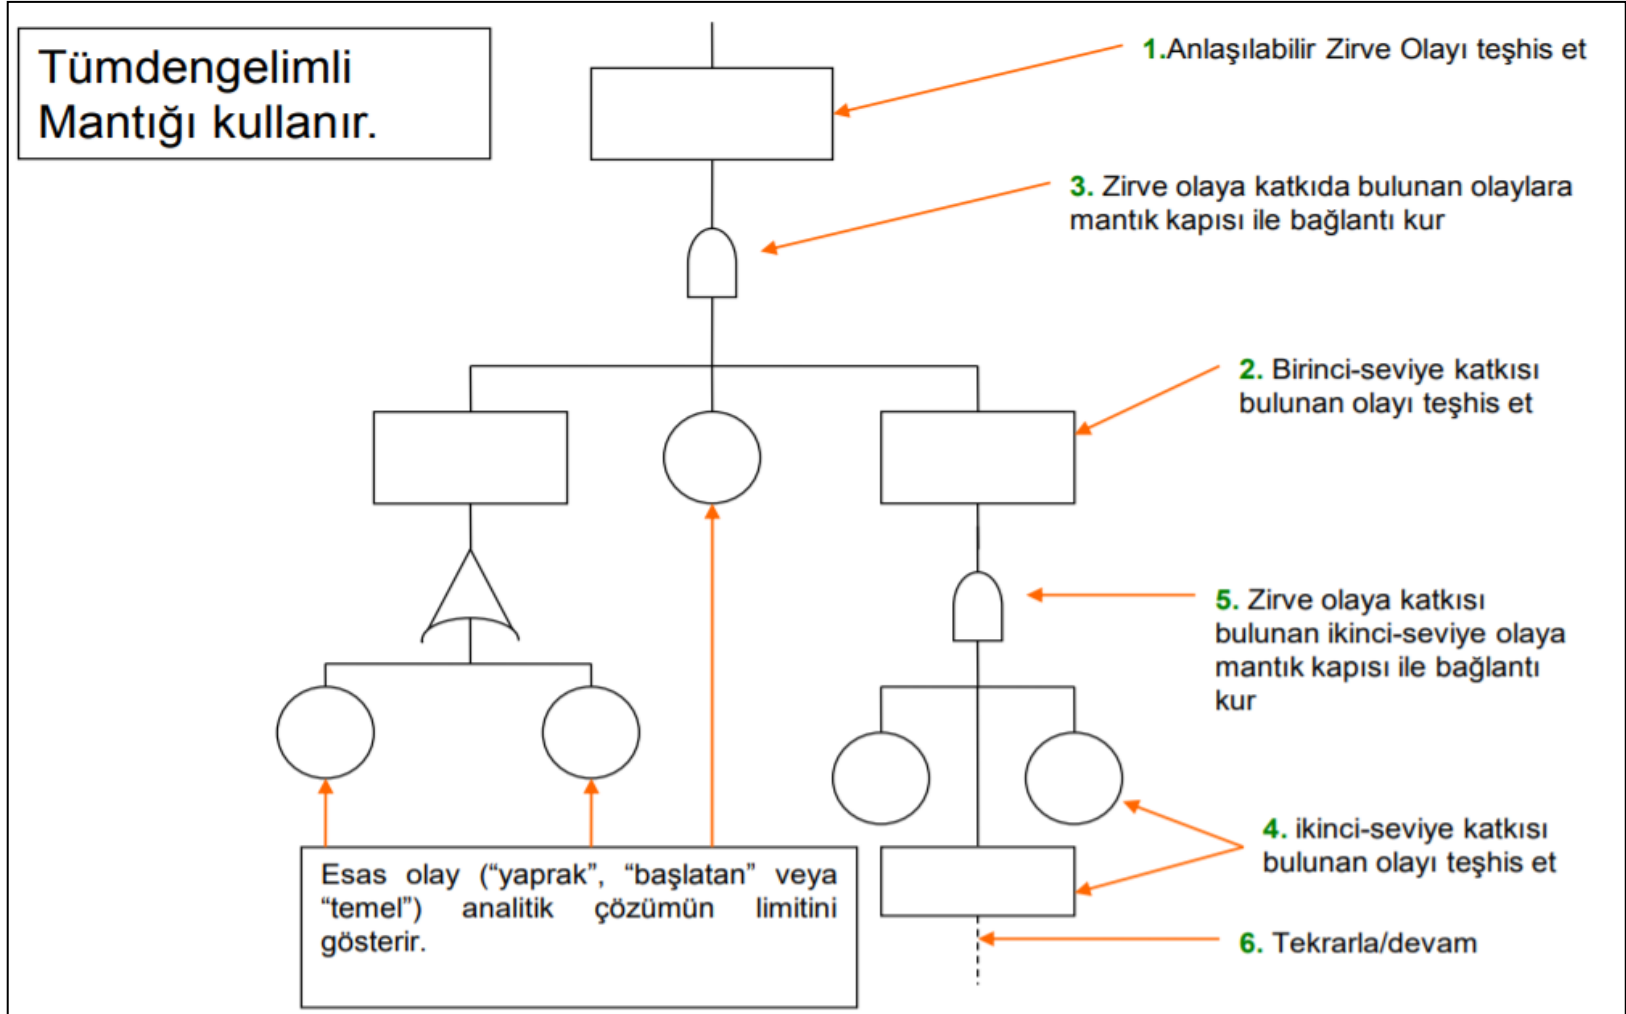 Tümdengelimli
Mantığı kullanır.
1.Anlaşılabilir Zirve Olayı teşhis et
3. Zirve olaya katkıda bulunan olaylara
mantık kapısı ile bağlantı kur
2. Birinci-seviye katkısı
bulunan olayı teşhis et
5. Zirve olaya katkısı
bulunan ikinci-seviye olaya
mantık kapısı ile bağlantı
kur
4. ikinci-seviye katkısı
bulunan olayı teşhis et
Esas olay (“yaprak”, “başlatan” veya
“temel”) analitik çözümün limitini
gösterir.
6. Tekrarla/devam